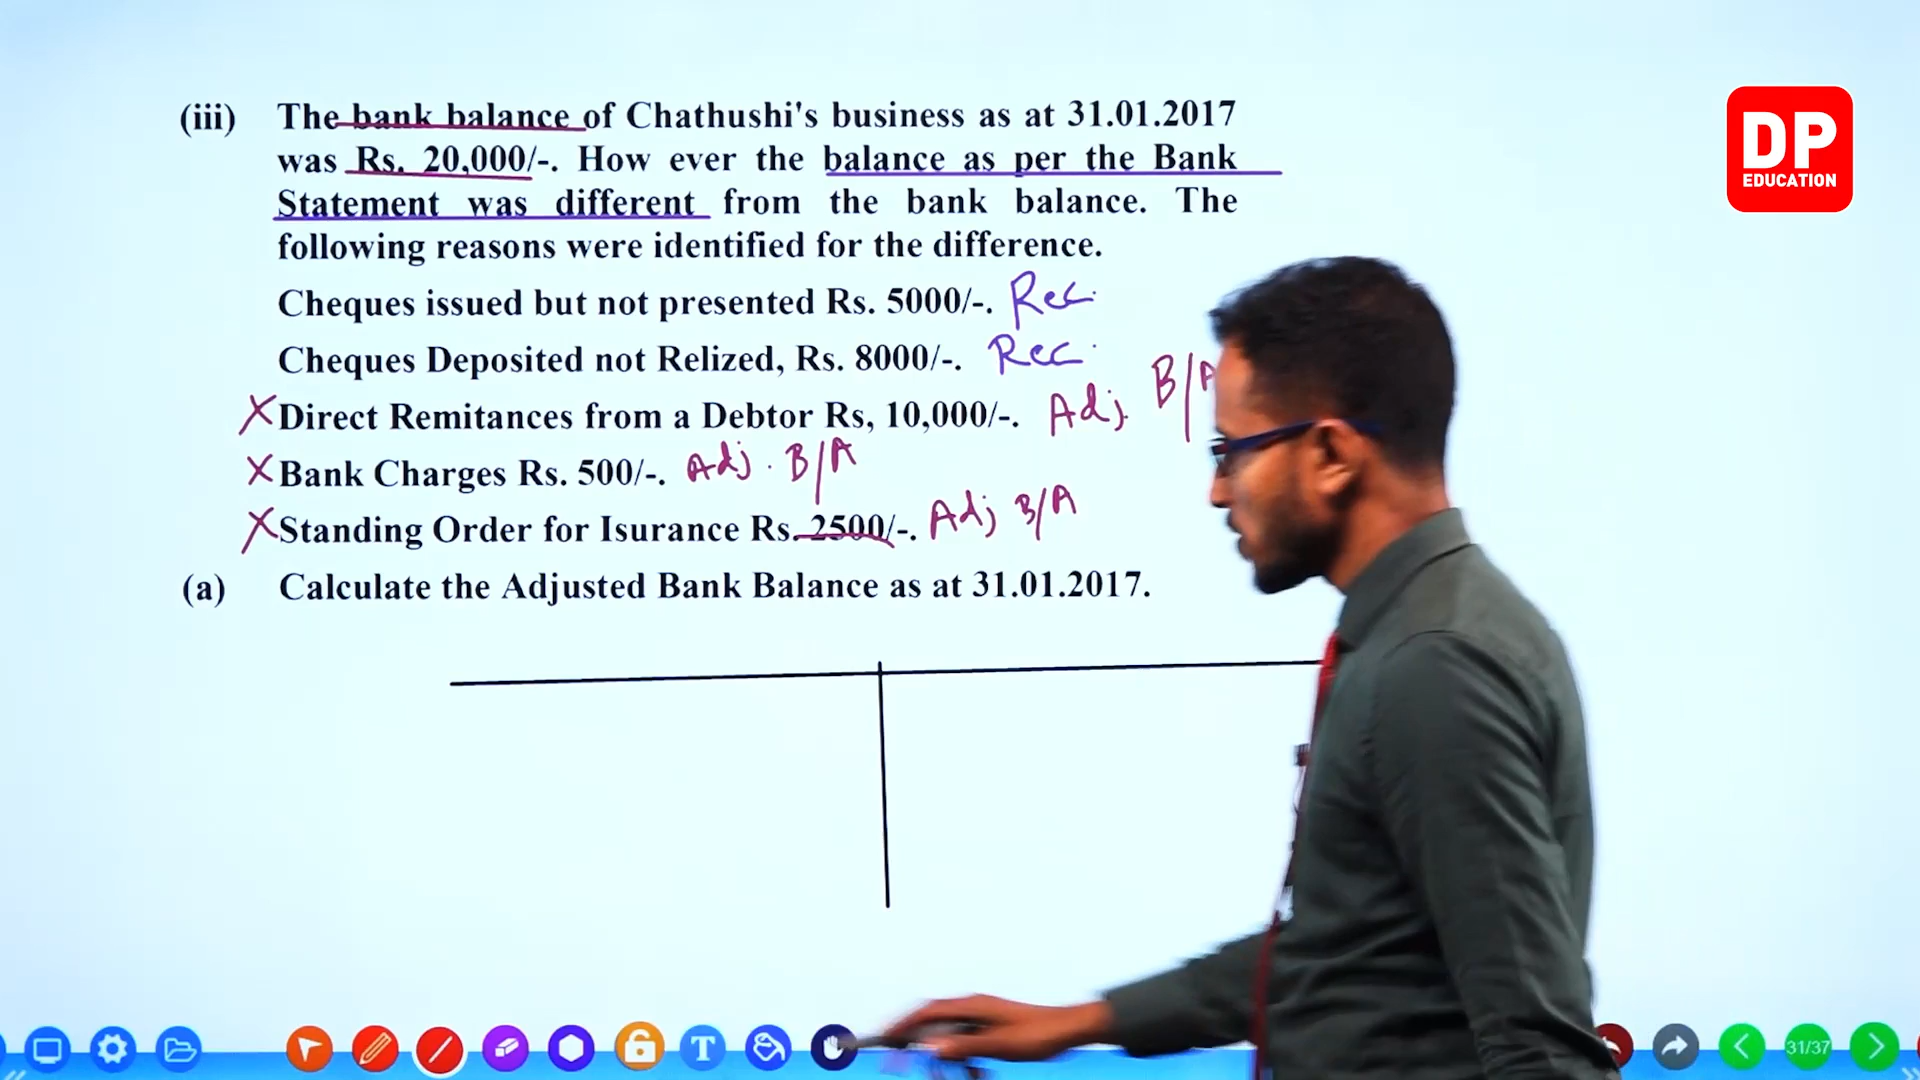 DP
EDUCATION
(iii) The bank balance of Chathushi's business as at 31.01.2017
was Rs. 20,000/-. How ever the balance as per the Bank
Statement was different from the bank balance. The
following reasons were identified for the difference.
Cheques issued but not presented Rs. 5000/-. Rec.
Cheques Deposited not Relized, Rs. 8000/-. Rec.
X Direct Remitances from a Debtor Rs, 10,000/-. Adj. B/A
X Bank Charges Rs. 500/-. Adj. B/A
X Standing Order for Isurance Rs. 2500/-. Adj B/A
(a) Calculate the Adjusted Bank Balance as at 31.01.2017.
T
31/37